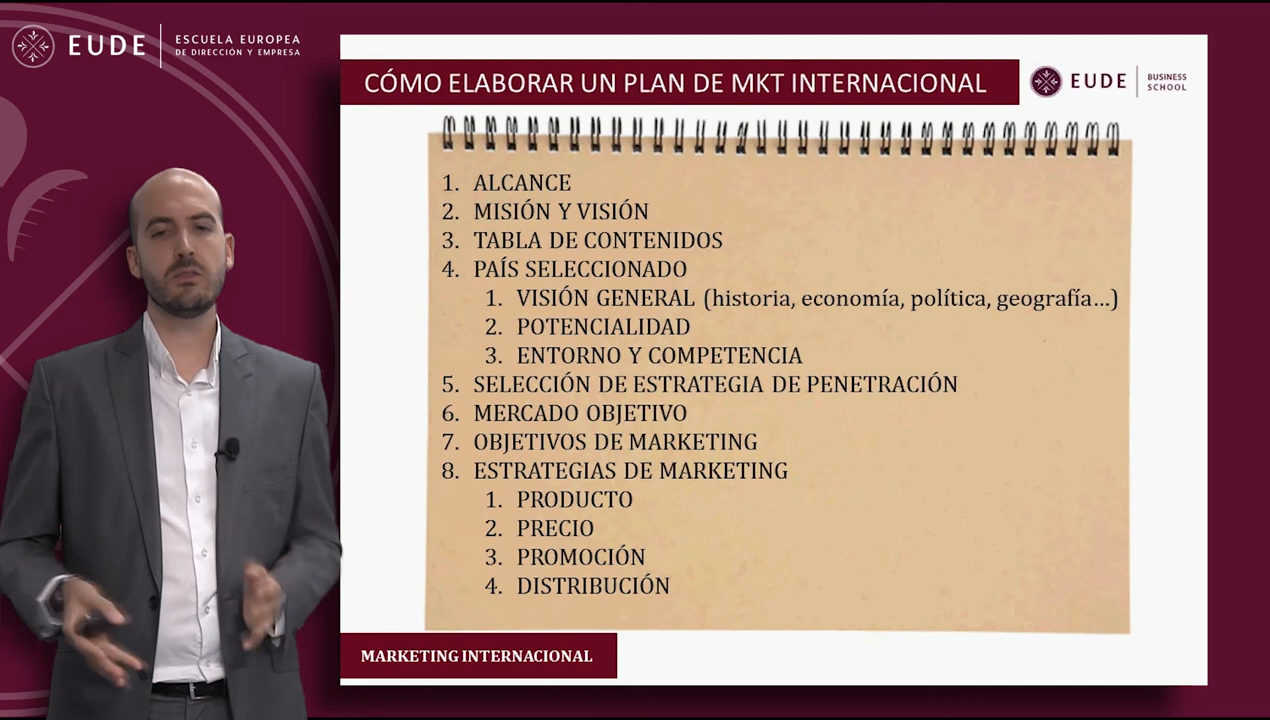 EUDE
ESCUELA EUROPEA
DE DIRECCIÓN Y EMPRESA
CÓMO ELABORAR UN PLAN DE MKT INTERNACIONAL
EUDE
BUSINESS
SCHOOL
1. ALCANCE
2. MISIÓN Y VISIÓN
3. TABLA DE CONTENIDOS
4. PAÍS SELECCIONADO
1. VISIÓN GENERAL (historia, economía, política, geografía...)
2. POTENCIALIDAD
3. ENTORNO Y COMPETENCIA
5. SELECCIÓN DE ESTRATEGIA DE PENETRACIÓN
6. MERCADO OBJETIVO
7. OBJETIVOS DE MARKETING
8. ESTRATEGIAS DE MARKETING
1. PRODUCTO
2. PRECIO
3. PROMOCIÓN
4. DISTRIBUCIÓN
MARKETING INTERNACIONAL